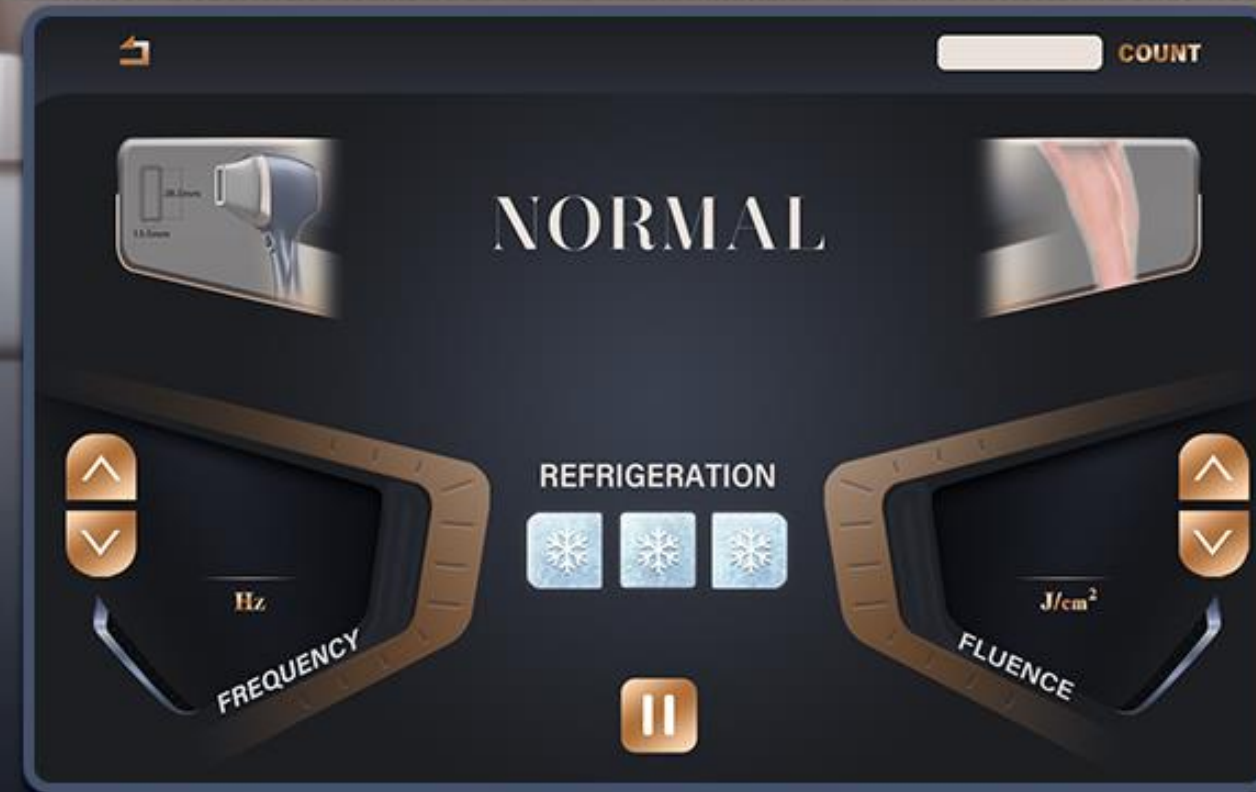 COUNT
NORMAL
REFRIGERATION
Hz
J/cm²
FREQUENCY
FLUENCE